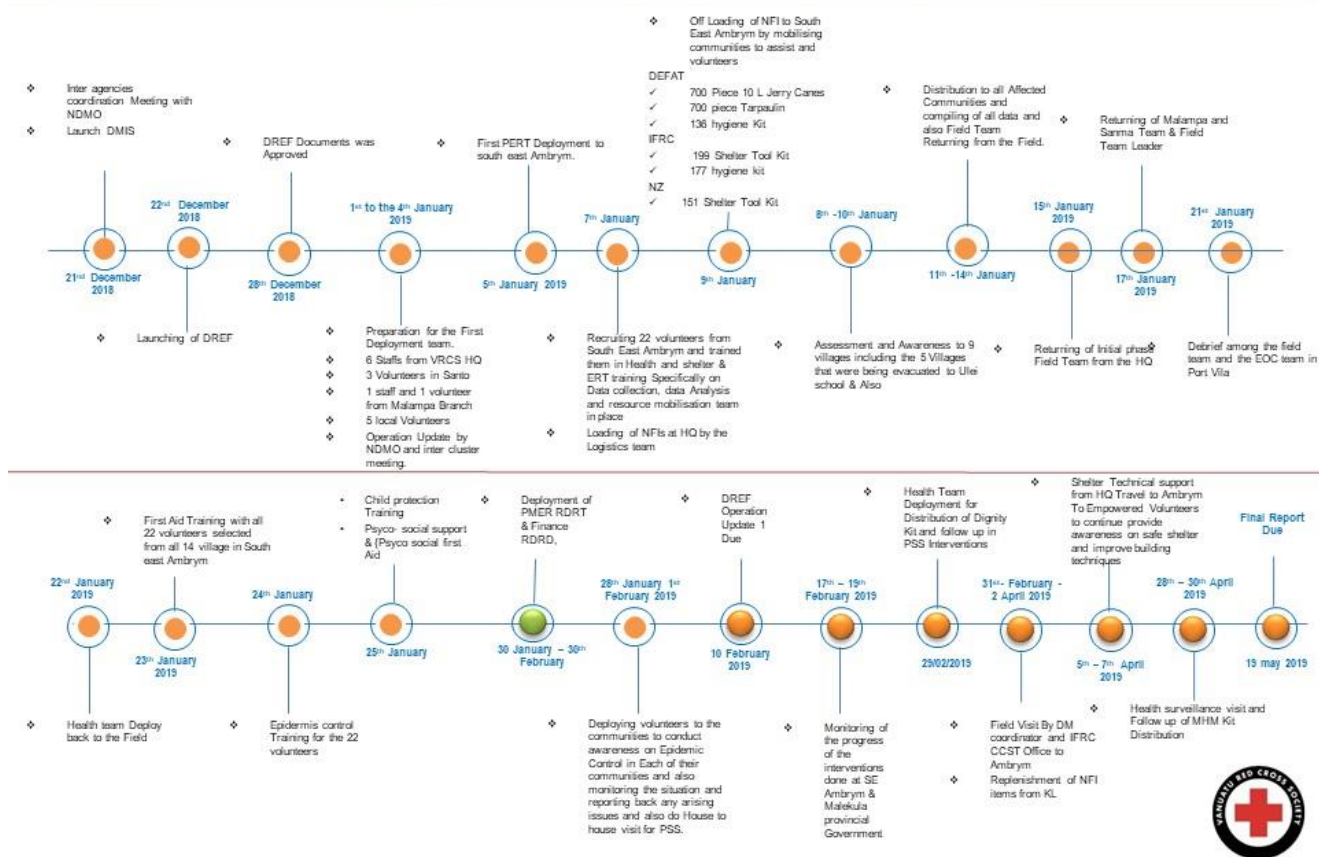 ❖ Off Loading of NFI to South
East Ambrym by mobilising
communities to assist and
volunteers
DEFAT
✓ 700 Piece 10 L Jerry Canes
✓ 700 piece Tarpaulin
✓ 136 hygiene Kit
IFRC
✓ 199 Shelter Tool Kit
✓ 177 hygiene kit
NZ
✓ 151 Shelter Tool Kit
❖ Inter agencies
coordination Meeting with
NDMO
❖ Launch DMIS
❖ DREF Documents was
Approved
❖ First PERT Deployment to
south east Ambrym.
❖ Distribution to all Affected
Communities and
compiling of all data and
also Field Team
Returning from the Field.
❖ Returning of Malampa and
Sanma Team & Field
Team Leader
22nd December
2018
1st to the 4th January
2019
7th January
8th -10th January
15th January
2019
21st January
2019
21nd December
2018
28th December
2018
5th January 2019
9th January
11th -14th January
17th January
2019
❖ Launching of DREF
❖ Preparation for the First
Deployment team.
❖ 6 Staffs from VRCS HQ
❖ 3 Volunteers in Santo
❖ 1 staff and 1 volunteer
from Malampa Branch
❖ 5 local Volunteers
❖ Operation Update by
NDMO and inter cluster
meeting.
❖ Recruiting 22 volunteers from
South East Ambrym and trained
them in Health and shelter &
ERT training Specifically on
Data collection, data Analysis
and resource mobilisation team
in place
❖ Loading of NFIs at HQ by the
Logistics team
❖ Assessment and Awareness to 9
villages including the 5 Villages
that were being evacuated to Ulei
school & Also
❖ Returning of Initial phase
Field Team from the HQ
❖ Debrief among the field
team and the EOC team in
Port Vila
❖ First Aid Training with all
22 volunteers selected
from all 14 village in South
east Ambrym
• Child protection
Training
• Psyco- social support
& {Psyco social first
Aid
❖ Deployment of
PMER RDRT
& Finance
RDRD,
❖ DREF
Operation
Update 1
Due
❖ Health Team
Deployment for
Distribution of Dignity
Kit and follow up in
PSS Interventions
❖ Shelter Technical support
from HQ Travel to Ambrym
To Empowered Volunteers
to continue provide
awareness on safe shelter
and improve building
techniques
Final Report
Due
22nd January
2019
24th January
28th January 1st
February 2019
17th – 19th
February 2019
31st- February -
2 April 2019
28th – 30th April
2019
23th January
2019
25th January
30 January – 30th
February
10 February
2019
29/02/2019
5th – 7th April
2019
19 may 2019
❖ Health team Deploy
back to the Field
❖ Epidermis control
Training for the 22
volunteers
❖ Deploying volunteers to the
communities to conduct
awareness on Epidemic
Control in Each of their
communities and also
monitoring the situation and
reporting back any arising
issues and also do House to
house visit for PSS.
❖ Monitoring of
the progress
of the
interventions
done at SE
Ambrym &
Malekula
provincial
Government
❖ Field Visit By DM
coordinator and IFRC
CCST Office to
Ambrym
❖ Replenishment of NFI
items from KL
❖ Health surveillance visit and
Follow up of MHM Kit
Distribution
VANUATU RED CROSS SOCIETY